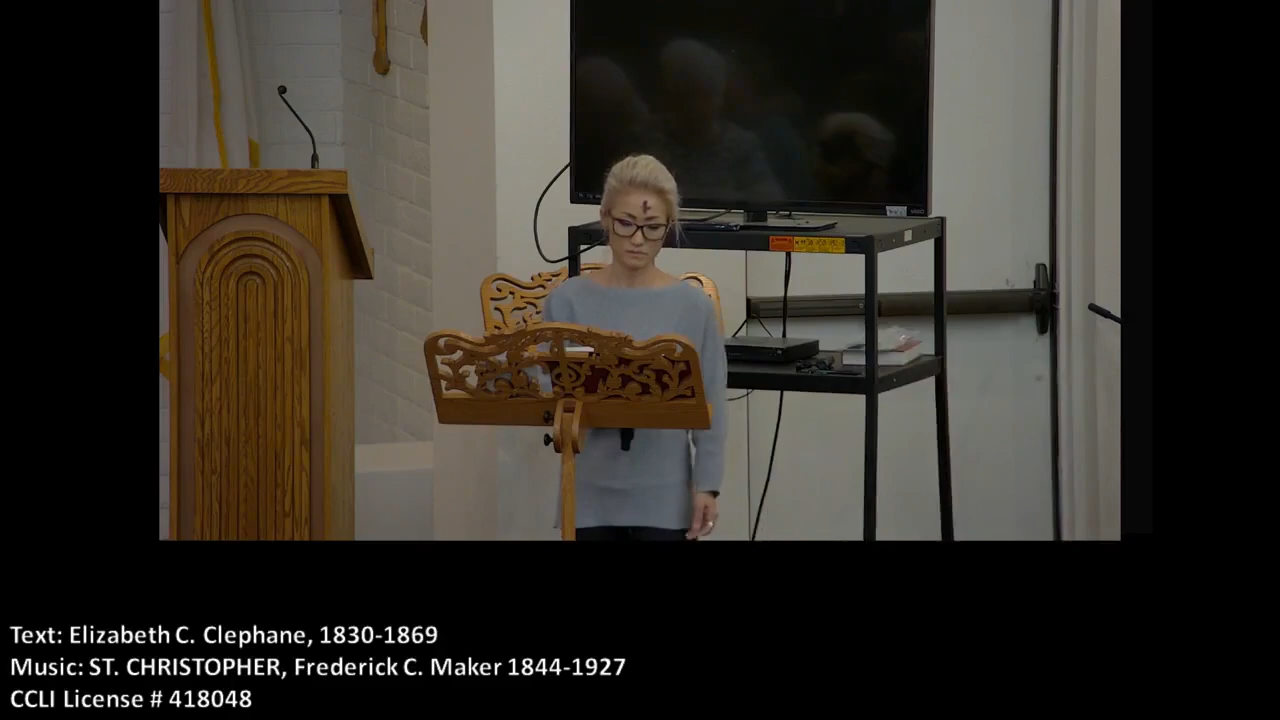 Text: Elizabeth C. Clephane, 1830-1869
Music: ST. CHRISTOPHER, Frederick C. Maker 1844-1927
CCLI License # 418048